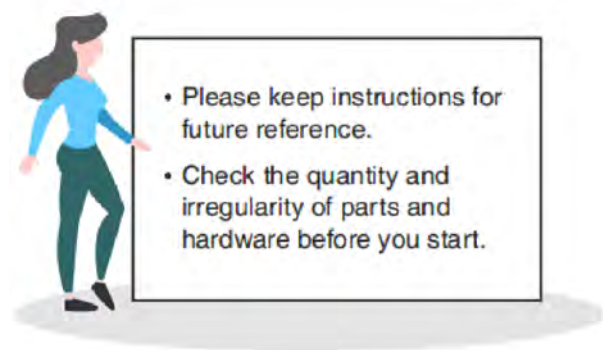 • Please keep instructions for
future reference.
• Check the quantity and
irregularity of parts and
hardware before you start.